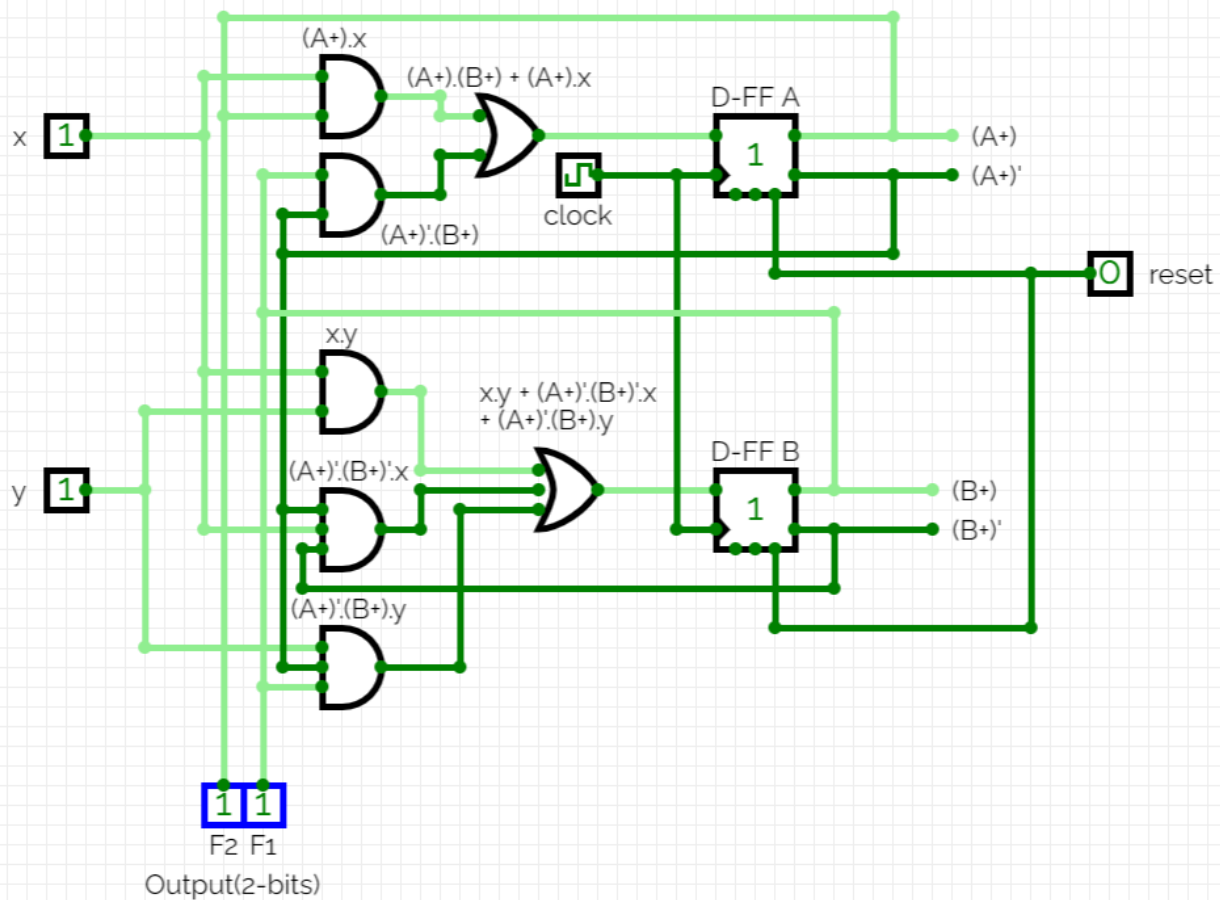 (A+).x
(A+).(B+) + (A+).x
D-FF A
x
1
1
(A+)
(A+)'
clock
(A+)'.(B+)
0
reset
x.y
x.y + (A+)'.(B+)'.x
+ (A+)'.(B+).y
D-FF B
(A+)'.(B+)'.x
y
1
1
(B+)
(B+)'
(A+)'.(B+).y
1 1
F2 F1
Output(2-bits)